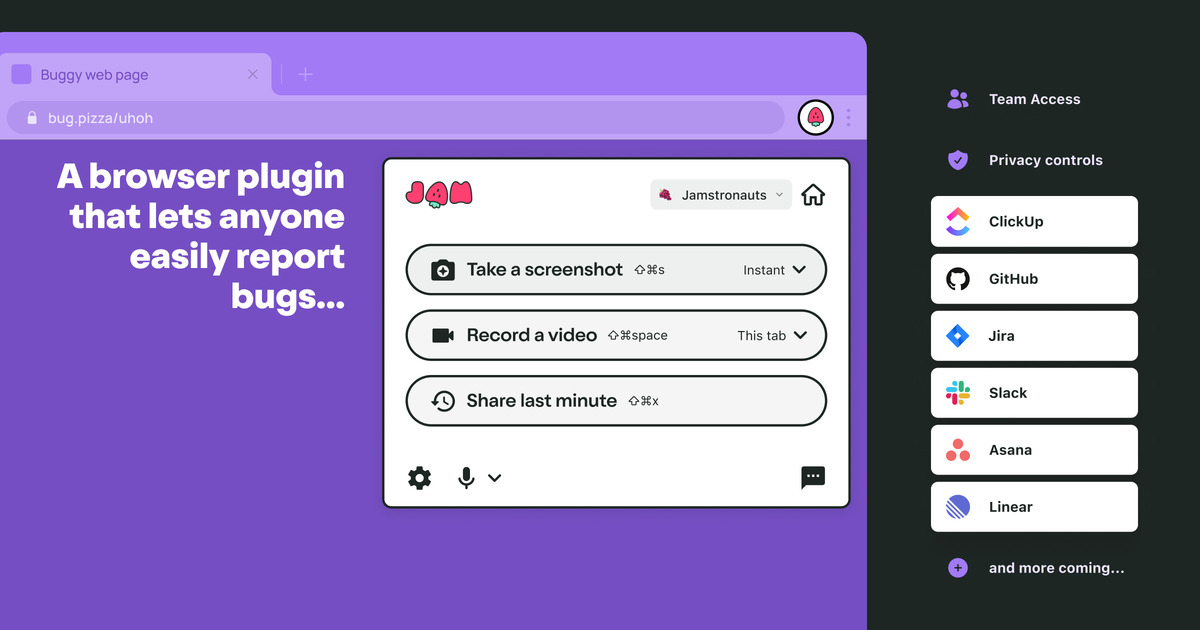 Buggy web page
bug.pizza/uhoh
A browser plugin
that lets anyone
easily report
bugs...
JAM
Jamstronauts
Take a screenshot ⇧⌘s Instant
Record a video ⇧⌘space This tab
Share last minute ⇧⌘x
Team Access
Privacy controls
ClickUp
GitHub
Jira
Slack
Asana
Linear
and more coming...